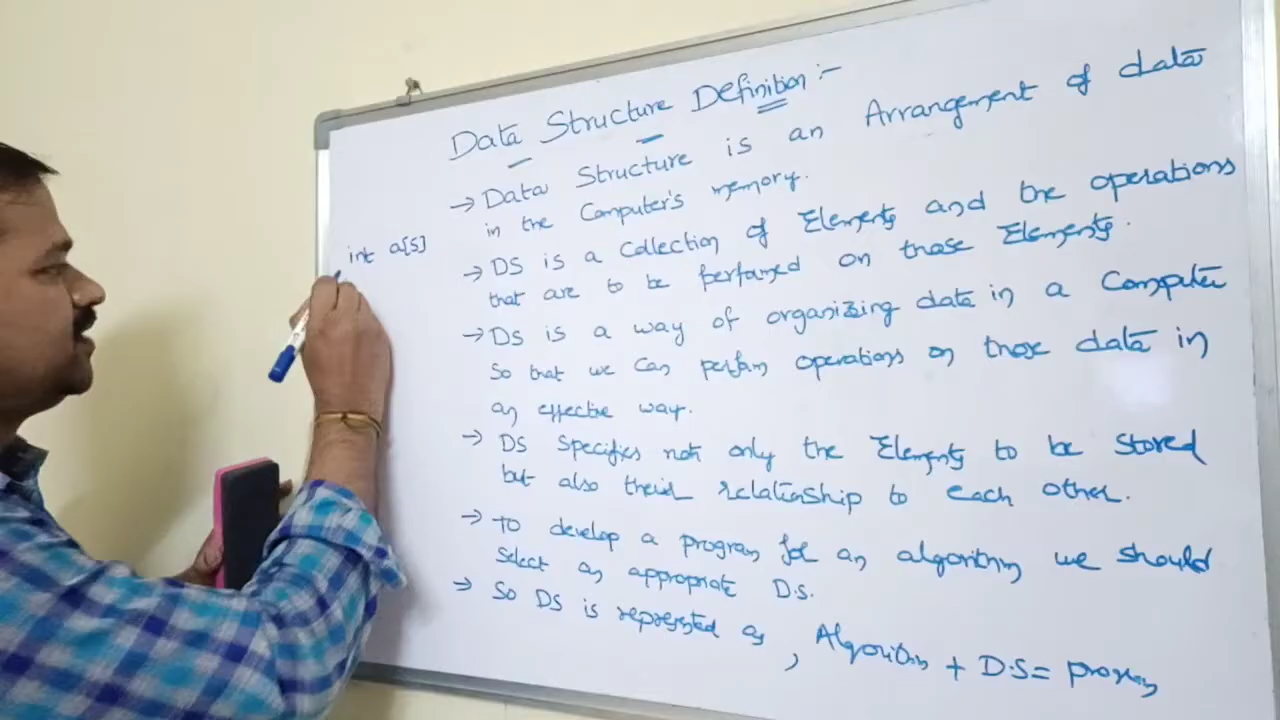 Data Structure Definition :-
→ Data Structure is an Arrangement of data
in the Computer's memory.
int a[5]
→ DS is a Collection of Elements and the operations
that are to be performed on those Elements.
→ DS is a way of organizing data in a Computer
So that we can perform operations on those data in
an effective way.
→ DS Specifies not only the Elements to be Stored
but also their relationship to each other.
→ To develop a program for an algorithm we should
Select an appropriate D.S.
→ So DS is represented as, Algorithm + D.S = program